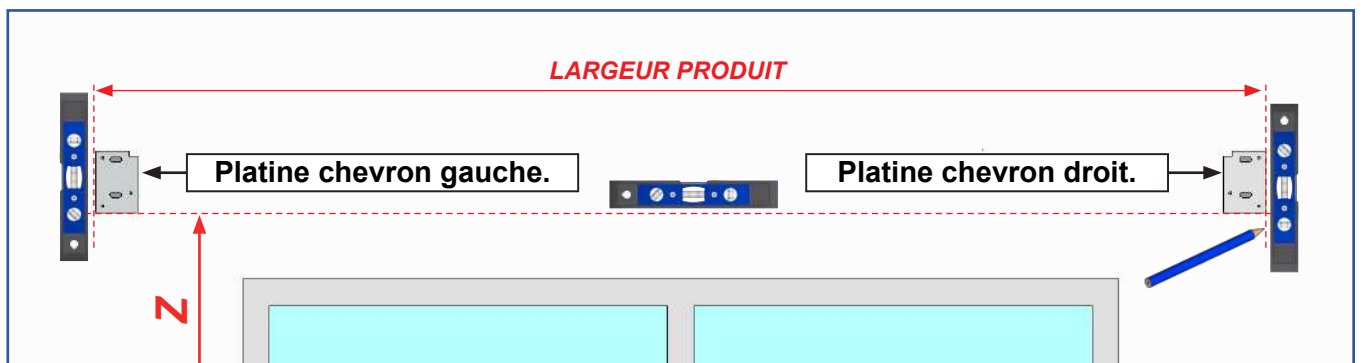 LARGEUR PRODUIT
Platine chevron gauche.
Platine chevron droit.
Z